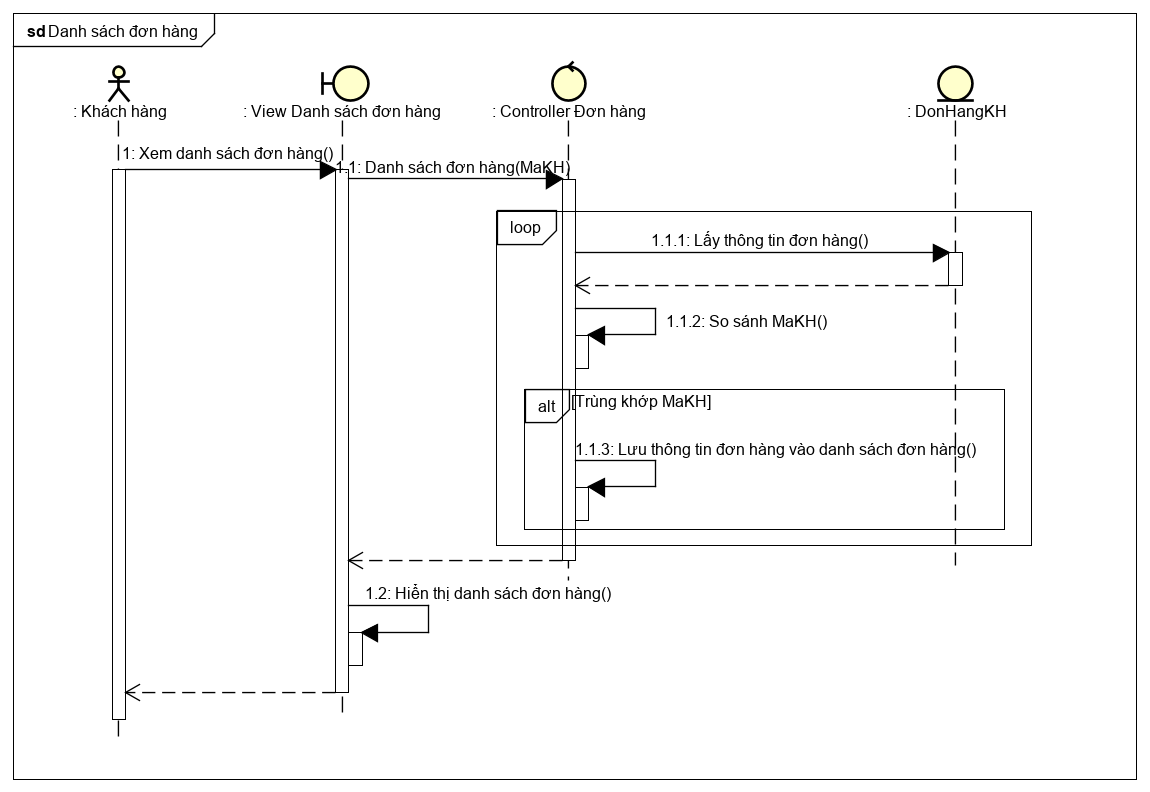 sd Danh sách đơn hàng
: Khách hàng
: View Danh sách đơn hàng
: Controller Đơn hàng
: DonHangKH
1: Xem danh sách đơn hàng()
1.1: Danh sách đơn hàng(MaKH)
loop
1.1.1: Lấy thông tin đơn hàng()
1.1.2: So sánh MaKH()
alt
[Trùng khớp MaKH]
1.1.3: Lưu thông tin đơn hàng vào danh sách đơn hàng()
1.2: Hiển thị danh sách đơn hàng()